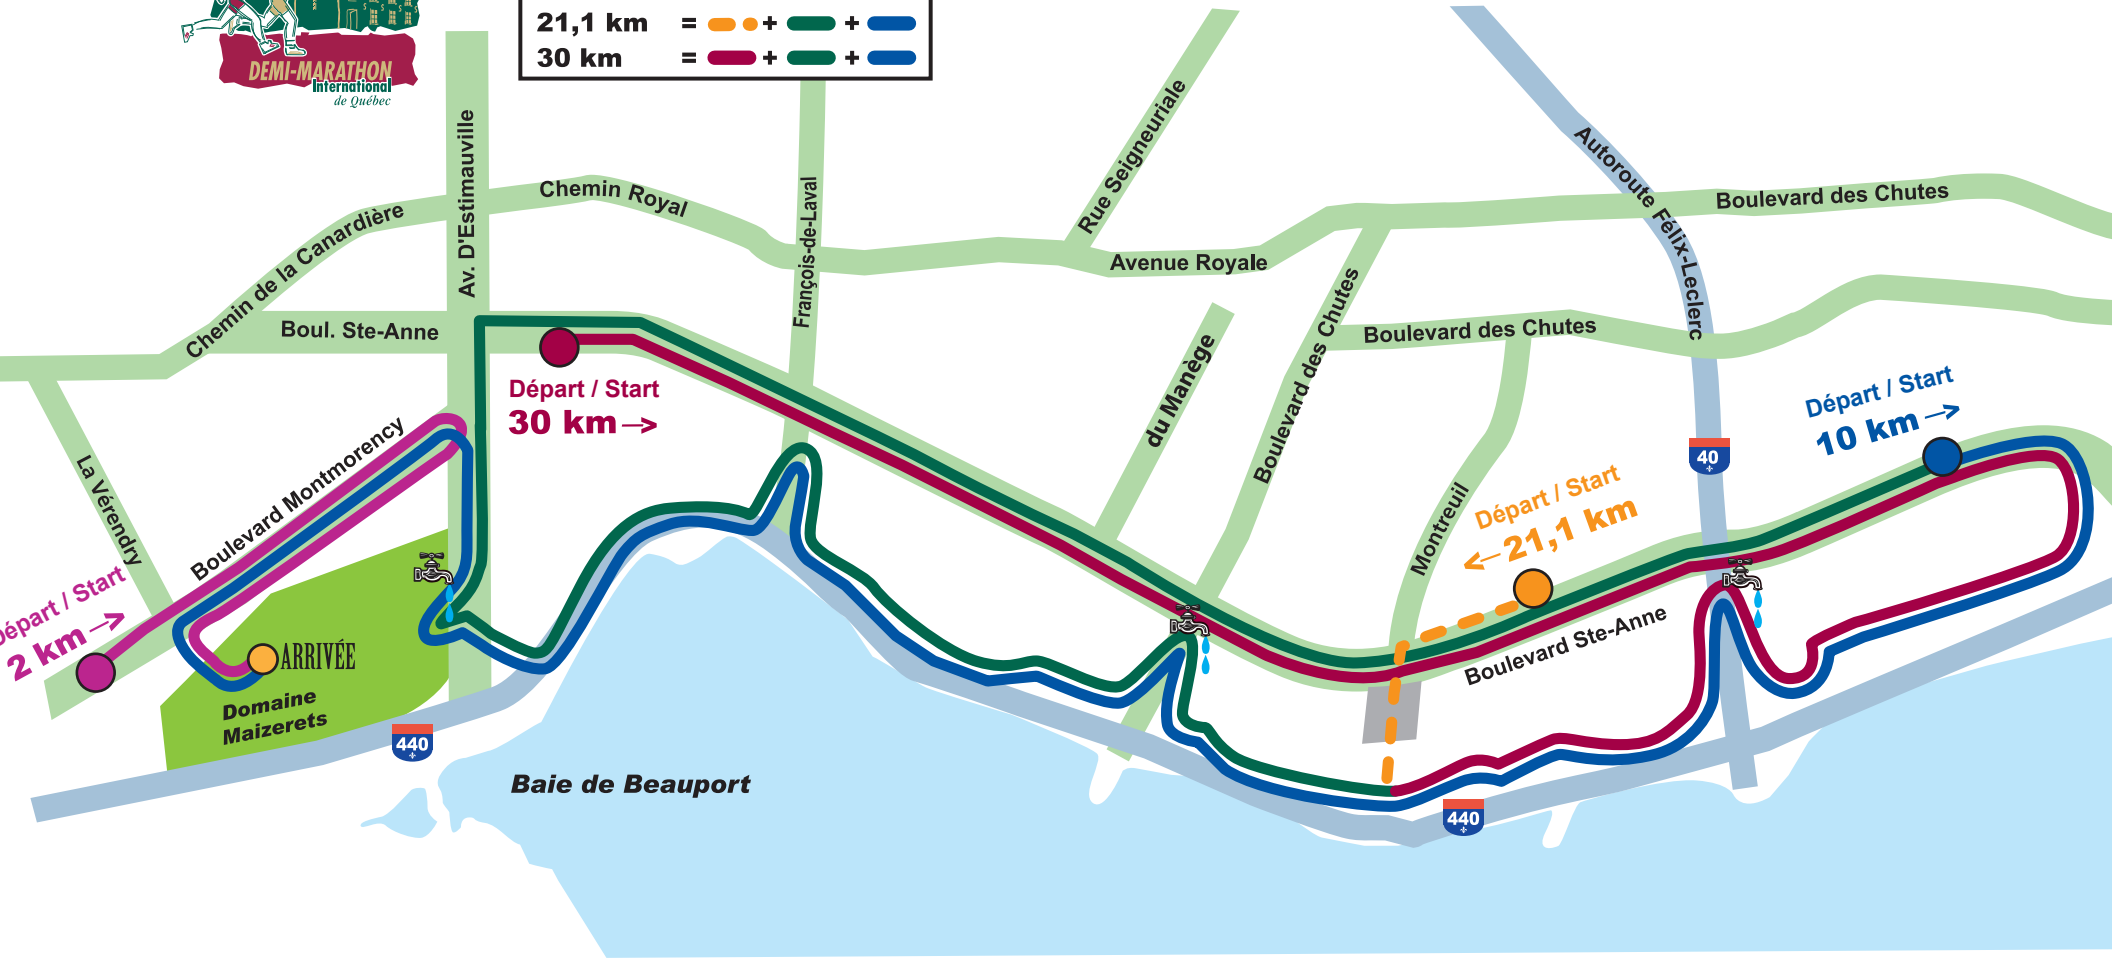 DEMI-MARATHON
International
de Québec
21,1 km = + +
30 km = + +
Av. D'Estimauville
Chemin Royal
François-de-Laval
Rue Seigneuriale
Autoroute Félix-Leclerc
Boulevard des Chutes
Chemin de la Canardière
Avenue Royale
Boul. Ste-Anne
Boulevard des Chutes
Boulevard des Chutes
du Manège
Départ / Start
30 km->
Départ / Start
10 km->
40
La Vérendry
Boulevard Montmorency
Montreuil
Départ / Start
<-21,1 km
épart / Start
2 km->
ARRIVÉE
Domaine
Maizerets
Boulevard Ste-Anne
440
Baie de Beauport
440